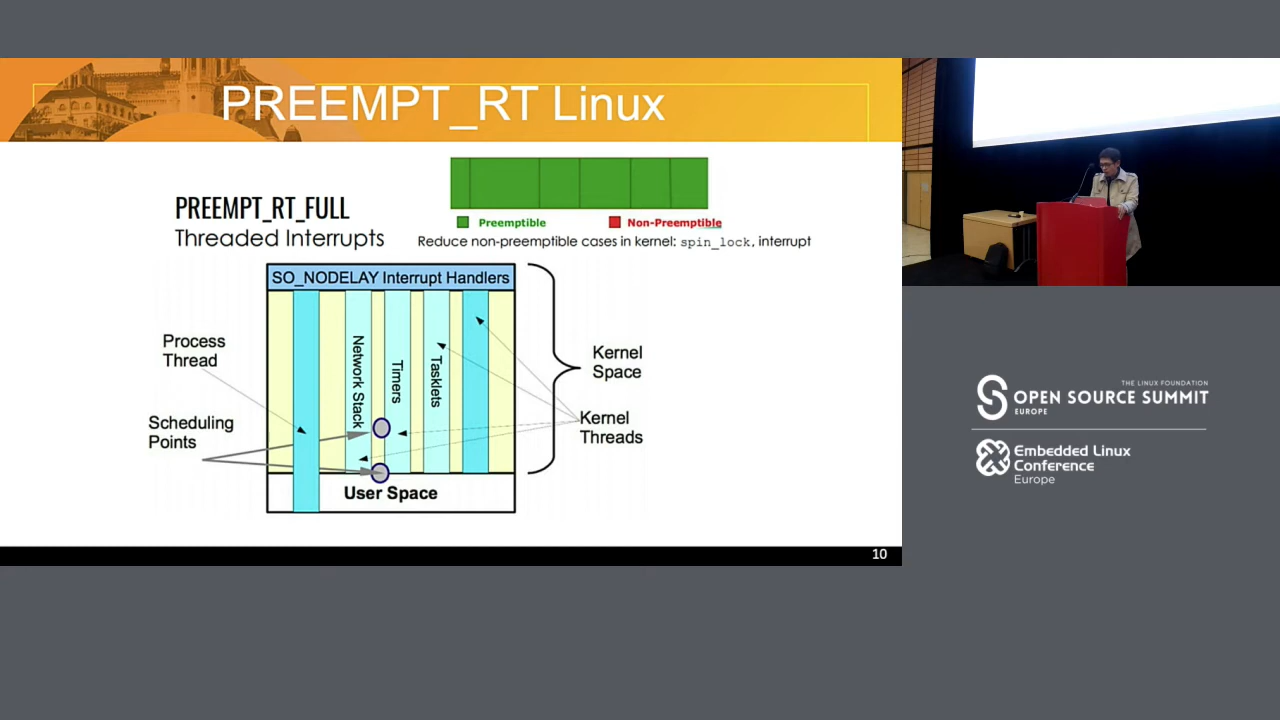 PREEMPT_RT Linux
PREEMPT_RT_FULL
Threaded Interrupts
Preemptible
Non-Preemptible
Reduce non-preemptible cases in kernel: spin_lock, interrupt
SO_NODELAY Interrupt Handlers
Process
Thread
Scheduling
Points
Network Stack
Timers
Tasklets
Kernel
Space
Kernel
Threads
User Space
10
THE LINUX FOUNDATION
OPEN SOURCE SUMMIT
EUROPE
Embedded Linux
Conference
Europe